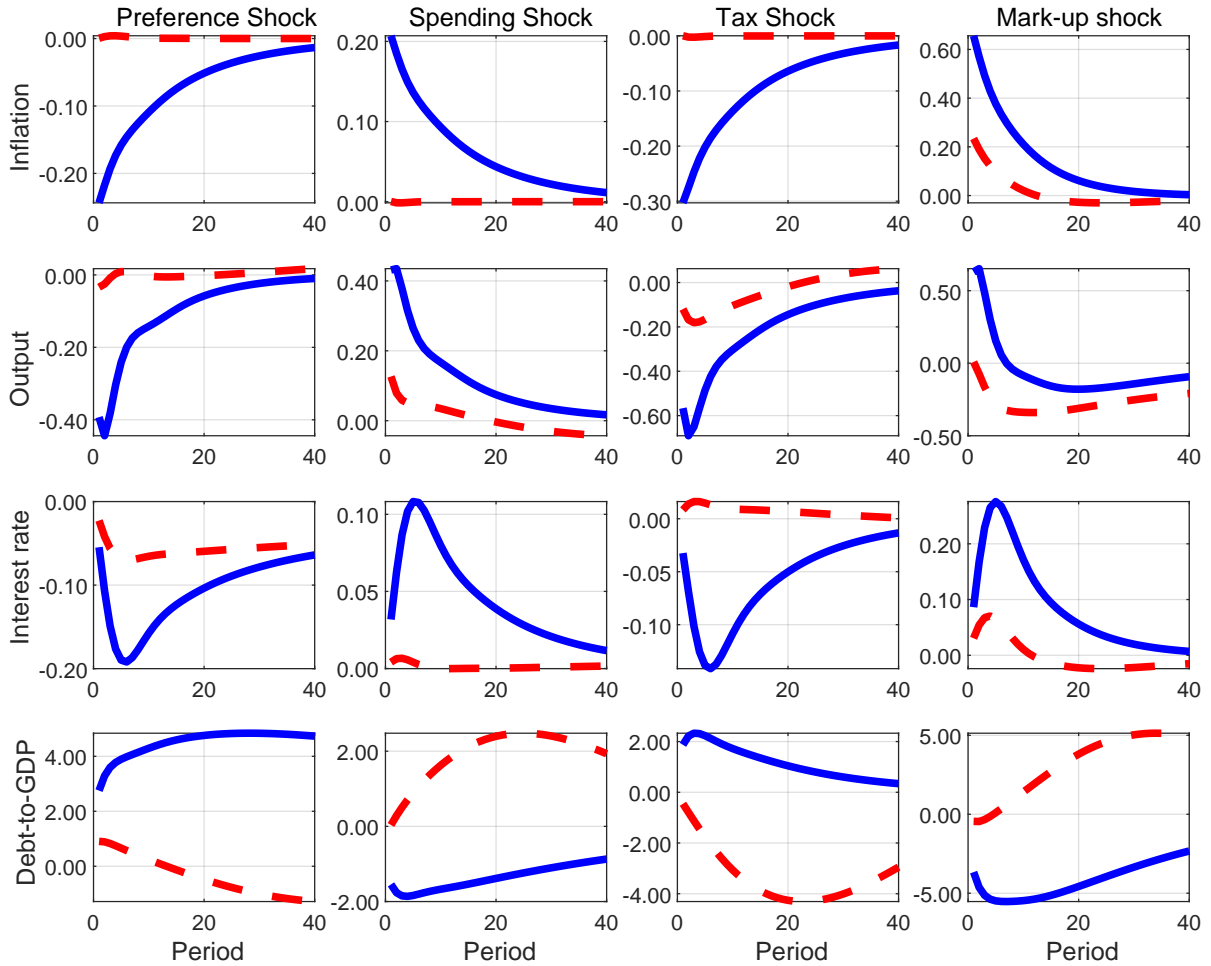 Preference Shock Spending Shock Tax Shock Mark-up shock
Inflation
0.00
-0.10
-0.20
0 20 40
0.20
0.10
0.00
0 20 40
0.00
-0.10
-0.20
-0.30
0 20 40
0.60
0.40
0.20
0.00
0 20 40
Output
0.00
-0.20
-0.40
0 20 40
0.40
0.20
0.00
0 20 40
0.00
-0.20
-0.40
-0.60
0 20 40
0.50
0.00
-0.50
0 20 40
Interest rate
0.00
-0.10
-0.20
0 20 40
0.10
0.05
0.00
0 20 40
0.00
-0.05
-0.10
0 20 40
0.20
0.10
0.00
0 20 40
Debt-to-GDP
4.00
2.00
0.00
0 20 40
2.00
0.00
-2.00
0 20 40
2.00
0.00
-2.00
-4.00
0 20 40
5.00
0.00
-5.00
0 20 40
Period Period Period Period